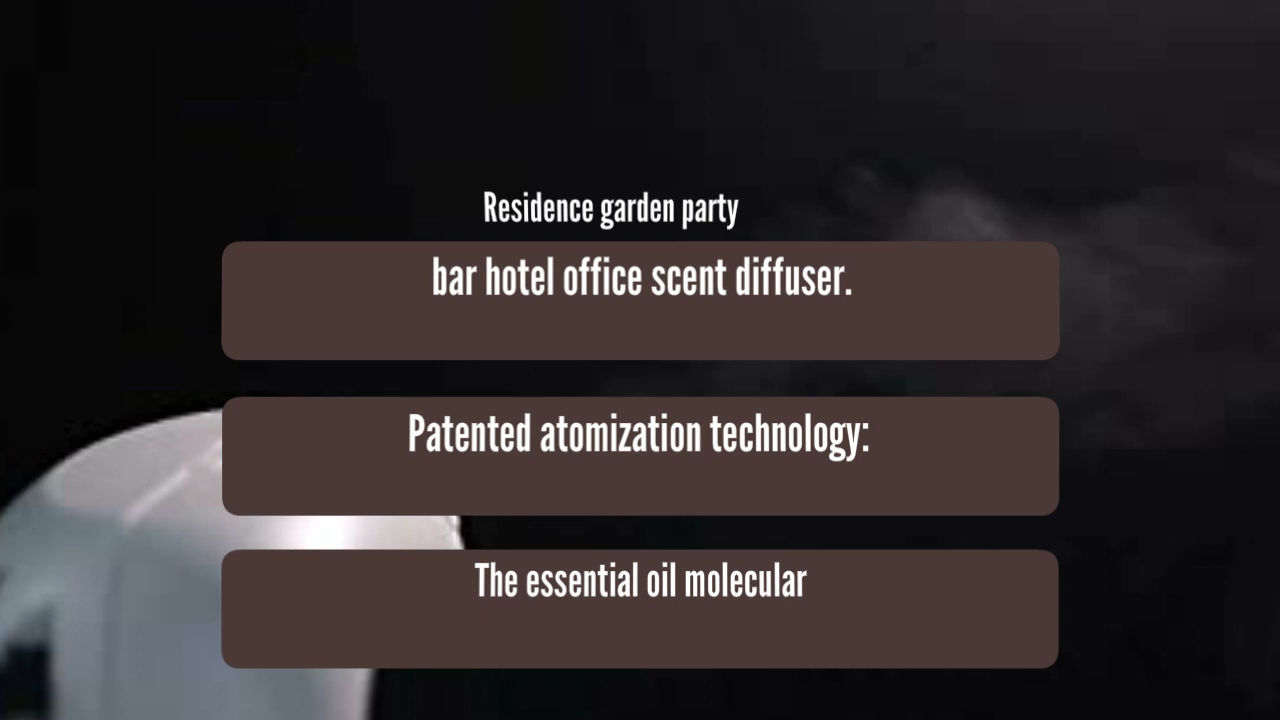 Residence garden party
bar hotel office scent diffuser.
Patented atomization technology:
The essential oil molecular